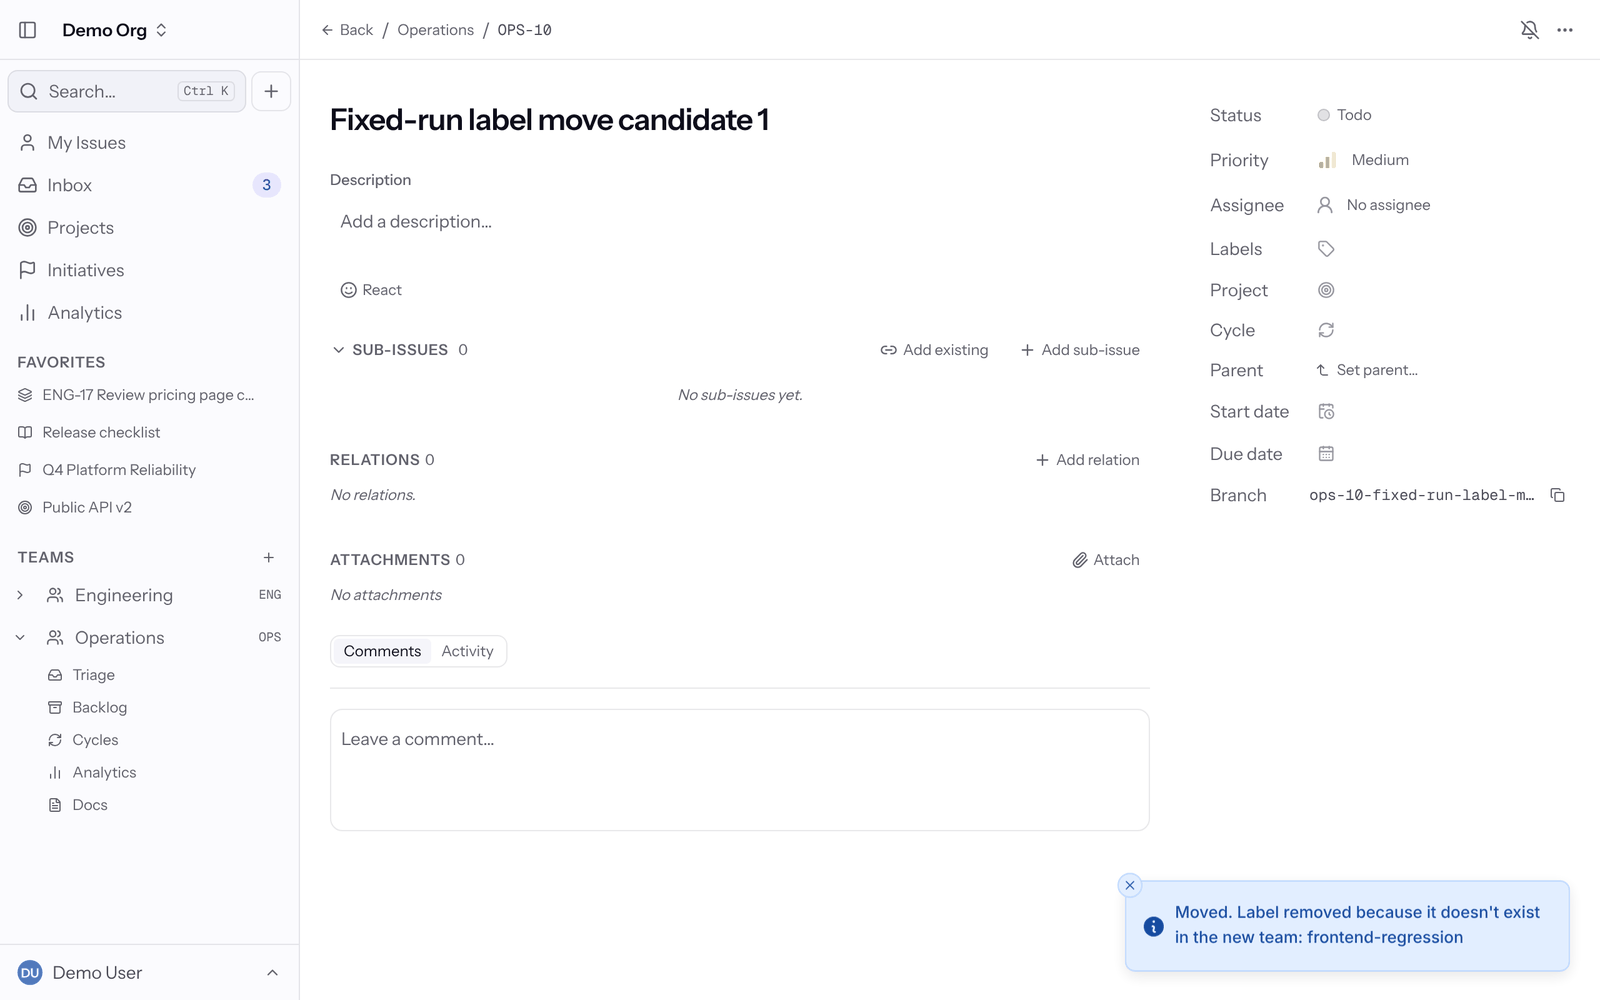 Demo Org
Back / Operations / OPS-10
Search... Ctrl K
My Issues
Inbox 3
Projects
Initiatives
Analytics
FAVORITES
ENG-17 Review pricing page c...
Release checklist
Q4 Platform Reliability
Public API v2
TEAMS
Engineering ENG
Operations OPS
Triage
Backlog
Cycles
Analytics
Docs
DU Demo User
Fixed-run label move candidate 1
Description
Add a description...
React
SUB-ISSUES 0 Add existing Add sub-issue
No sub-issues yet.
RELATIONS 0 Add relation
No relations.
ATTACHMENTS 0 Attach
No attachments
Comments Activity
Leave a comment...
Status Todo
Priority Medium
Assignee No assignee
Labels
Project
Cycle
Parent Set parent...
Start date
Due date
Branch ops-10-fixed-run-label-m...
Moved. Label removed because it doesn't exist
in the new team: frontend-regression